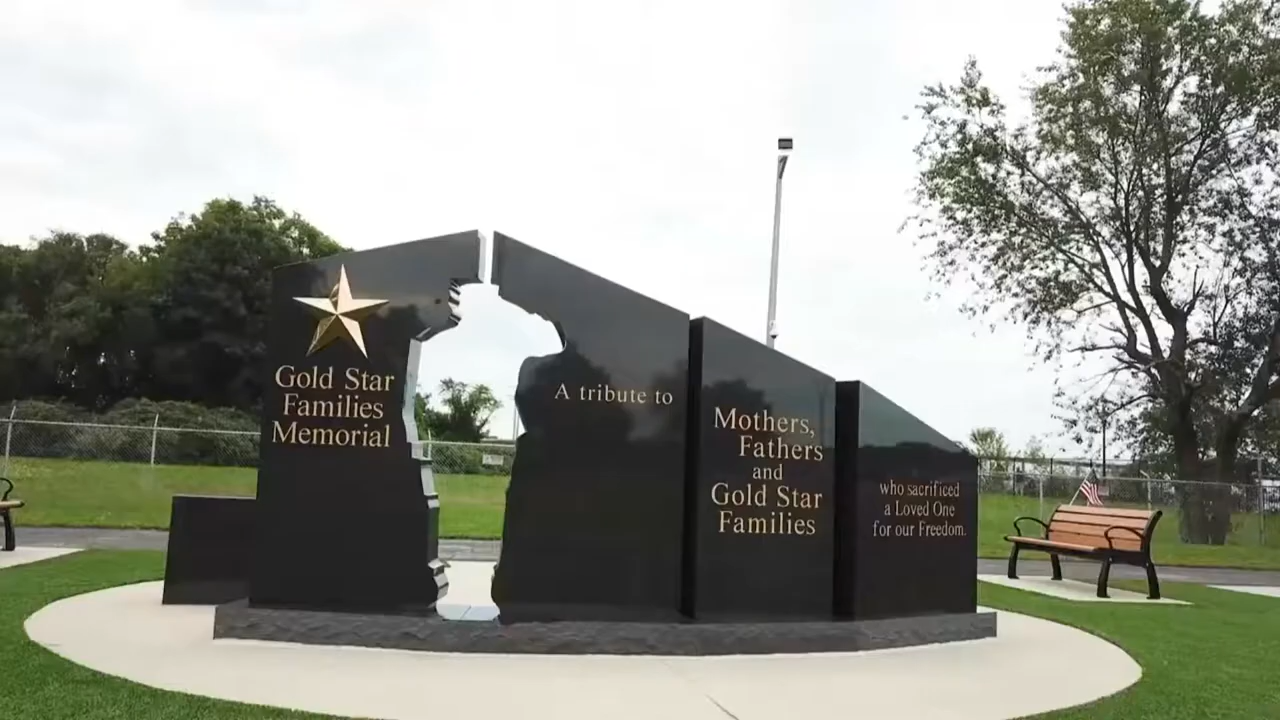 Gold Star
Families
Memorial
A tribute to
Mothers,
Fathers
and
Gold Star
Families
who sacrificed
a Loved One
for our Freedom.